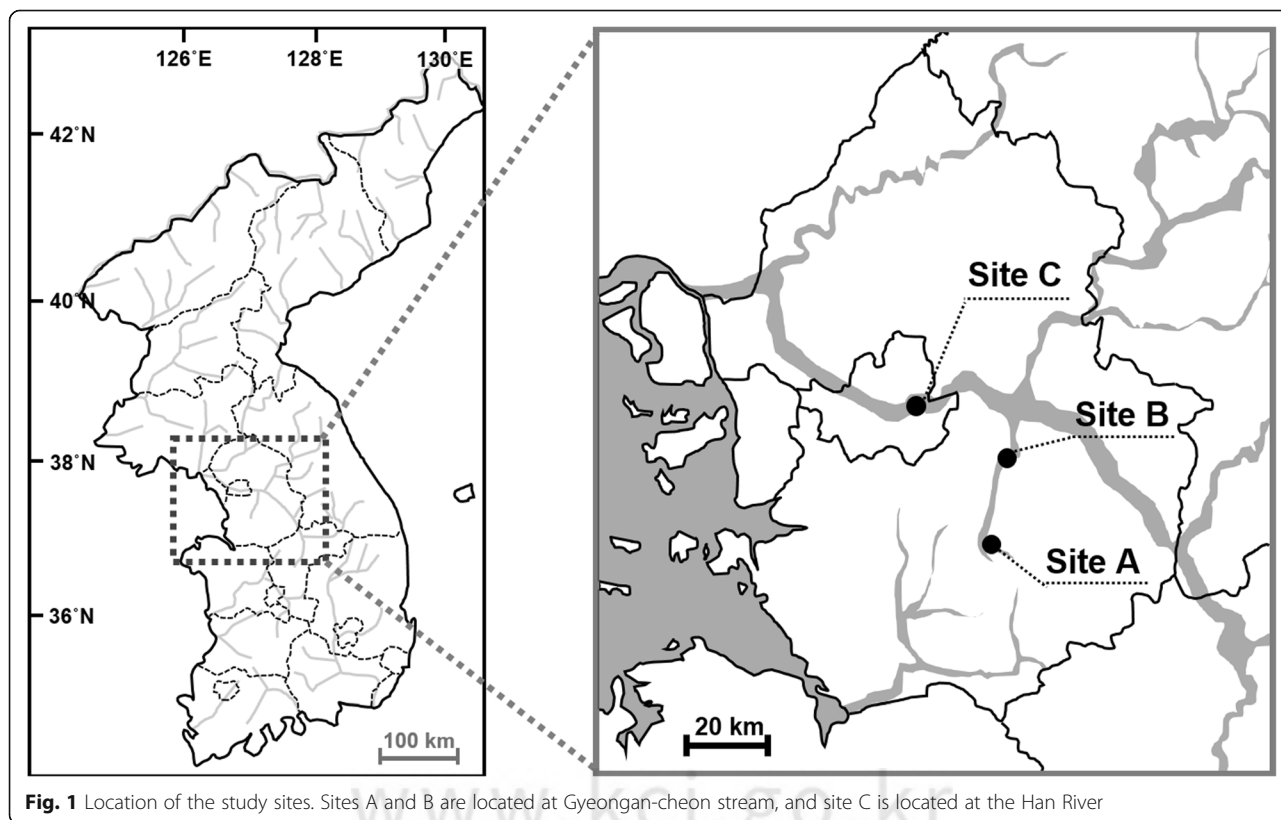 126°E 128°E 130°E
42°N
40°N
38°N
36°N
100 km
Site C
Site B
Site A
20 km
www.kci.go.kr
Fig. 1 Location of the study sites. Sites A and B are located at Gyeongan-cheon stream, and site C is located at the Han River